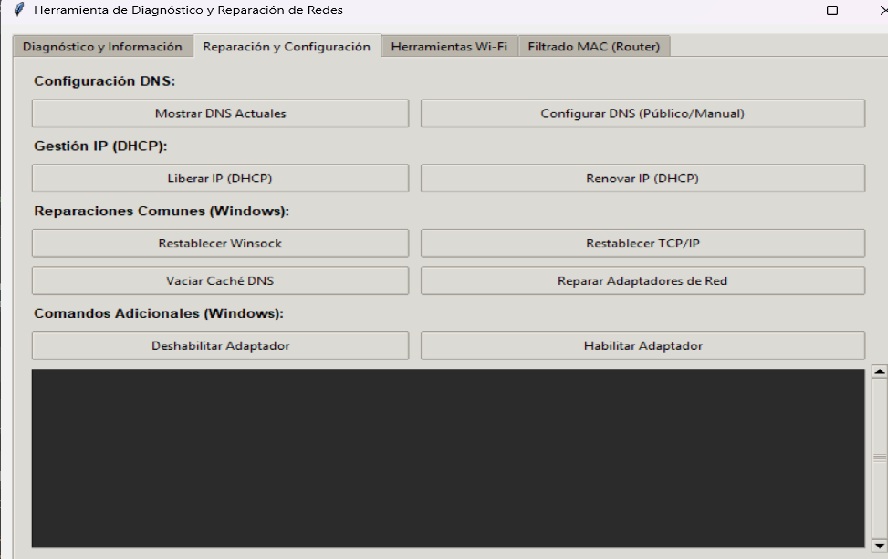 Herramienta de Diagnóstico y Reparación de Redes
Diagnóstico y Información Reparación y Configuración Herramientas Wi-Fi Filtrado MAC (Router)
Configuración DNS:
Mostrar DNS Actuales Configurar DNS (Público/Manual)
Gestión IP (DHCP):
Liberar IP (DHCP) Renovar IP (DHCP)
Reparaciones Comunes (Windows):
Restablecer Winsock Restablecer TCP/IP
Vaciar Caché DNS Reparar Adaptadores de Red
Comandos Adicionales (Windows):
Deshabilitar Adaptador Habilitar Adaptador